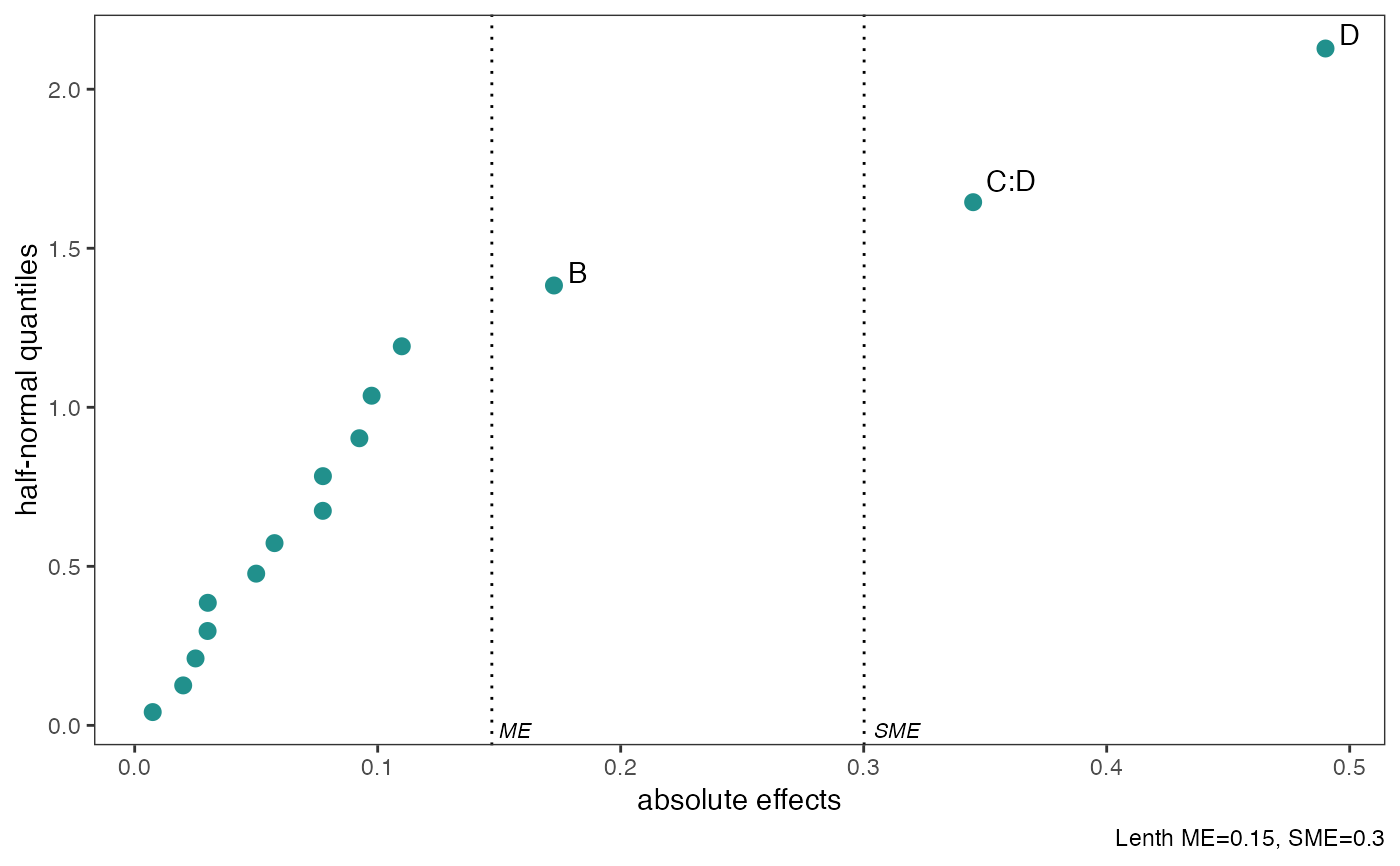 D
2.0
C:D
1.5
B
half-normal quantiles
1.0
0.5
0.0
ME
SME
0.0 0.1 0.2 0.3 0.4 0.5
absolute effects
Lenth ME=0.15, SME=0.3